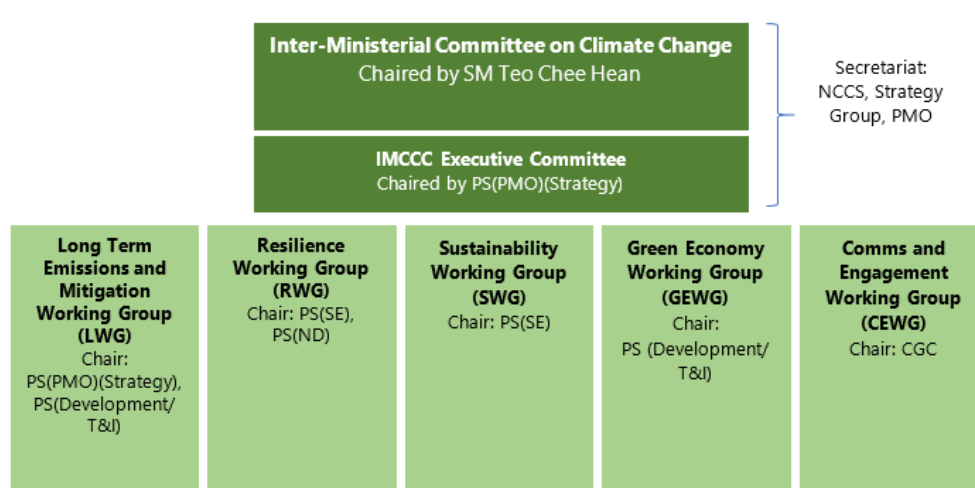 Inter-Ministerial Committee on Climate Change
Chaired by SM Teo Chee Hean
Secretariat:
NCCS, Strategy
Group, PMO
IMCCC Executive Committee
Chaired by PS(PMO)(Strategy)
Long Term
Emissions and
Mitigation
Working Group
(LWG)
Chair:
PS(PMO)(Strategy),
PS(Development/
T&I)
Resilience
Working Group
(RWG)
Chair: PS(SE),
PS(ND)
Sustainability
Working Group
(SWG)
Chair: PS(SE)
Green Economy
Working Group
(GEWG)
Chair:
PS (Development/
T&I)
Comms and
Engagement
Working Group
(CEWG)
Chair: CGC